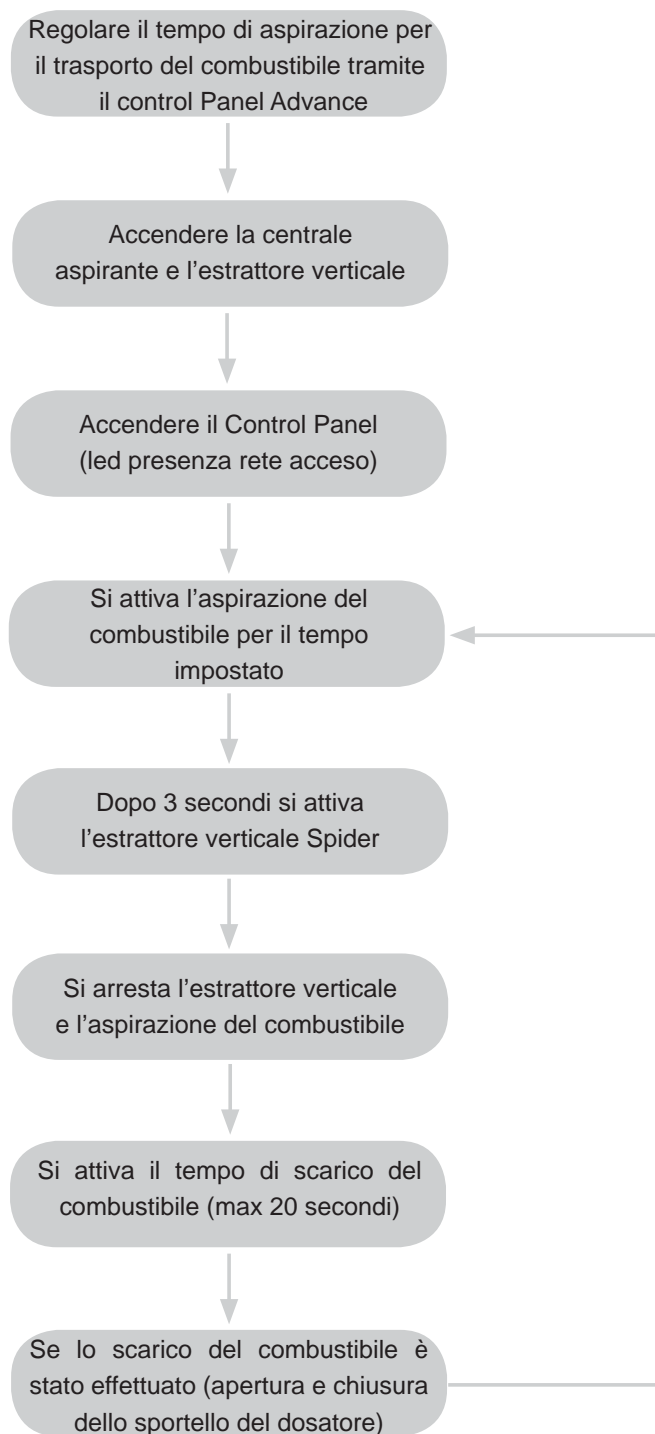 Regolare il tempo di aspirazione per
il trasporto del combustibile tramite
il control Panel Advance
Accendere la centrale
aspirante e l’estrattore verticale
Accendere il Control Panel
(led presenza rete acceso)
Si attiva l’aspirazione del
combustibile per il tempo
impostato
Dopo 3 secondi si attiva
l’estrattore verticale Spider
Si arresta l’estrattore verticale
e l’aspirazione del combustibile
Si attiva il tempo di scarico del
combustibile (max 20 secondi)
Se lo scarico del combustibile è
stato effettuato (apertura e chiusura
dello sportello del dosatore)